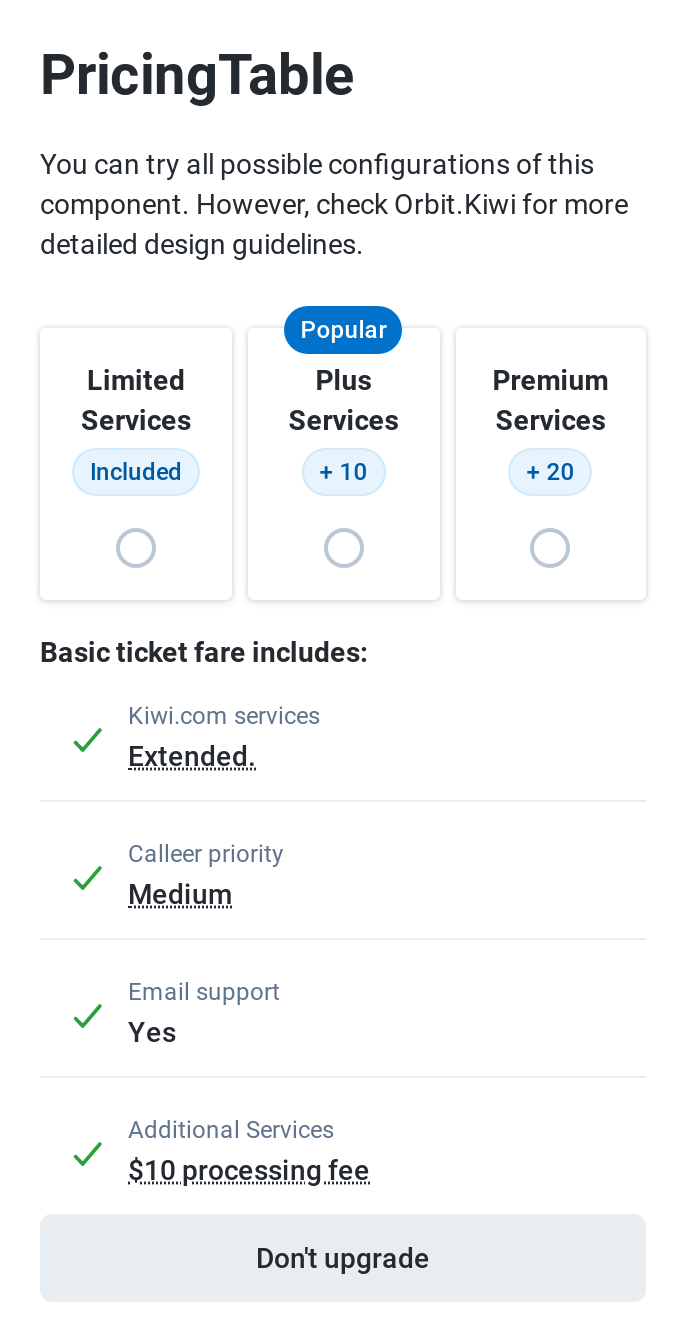 PricingTable
You can try all possible configurations of this
component. However, check Orbit.Kiwi for more
detailed design guidelines.
Popular
Limited
Services
Included
Plus
Services
+ 10
Premium
Services
+ 20
Basic ticket fare includes:
Kiwi.com services
Extended.
Calleer priority
Medium
Email support
Yes
Additional Services
$10 processing fee
Don't upgrade